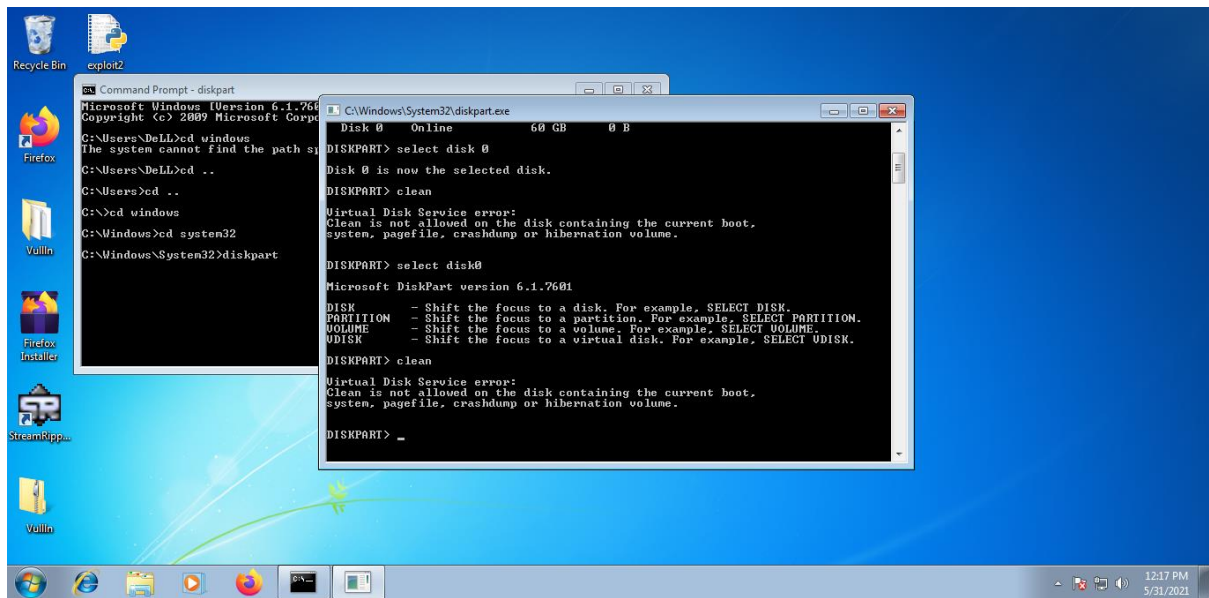 Recycle Bin
exploit2
Firefox
Vullln
Firefox
Installer
SR
StreamRipp...
Vullln
Command Prompt - diskpart
Microsoft Windows [Version 6.1.760
Copyright (c) 2009 Microsoft Corpo
C:\Users\DeLL>cd windows
The system cannot find the path sp
C:\Users\DeLL>cd ..
C:\Users>cd ..
C:\>cd windows
C:\Windows>cd system32
C:\Windows\System32>diskpart
C:\Windows\System32\diskpart.exe
Disk 0 Online 60 GB 0 B
DISKPART> select disk 0
Disk 0 is now the selected disk.
DISKPART> clean
Virtual Disk Service error:
Clean is not allowed on the disk containing the current boot,
system, pagefile, crashdump or hibernation volume.
DISKPART> select disk0
Microsoft DiskPart version 6.1.7601
DISK - Shift the focus to a disk. For example, SELECT DISK.
PARTITION - Shift the focus to a partition. For example, SELECT PARTITION.
VOLUME - Shift the focus to a volume. For example, SELECT VOLUME.
VDISK - Shift the focus to a virtual disk. For example, SELECT VDISK.
DISKPART> clean
Virtual Disk Service error:
Clean is not allowed on the disk containing the current boot,
system, pagefile, crashdump or hibernation volume.
DISKPART> _
12:17 PM
5/31/2021